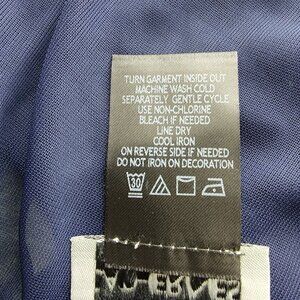 TURN GARMENT INSIDE OUT
MACHINE WASH COLD
SEPARATELY GENTLE CYCLE
USE NON-CHLORINE
BLEACH IF NEEDED
LINE DRY
COOL IRON
ON REVERSE SIDE IF NEEDED
DO NOT IRON ON DECORATION
30